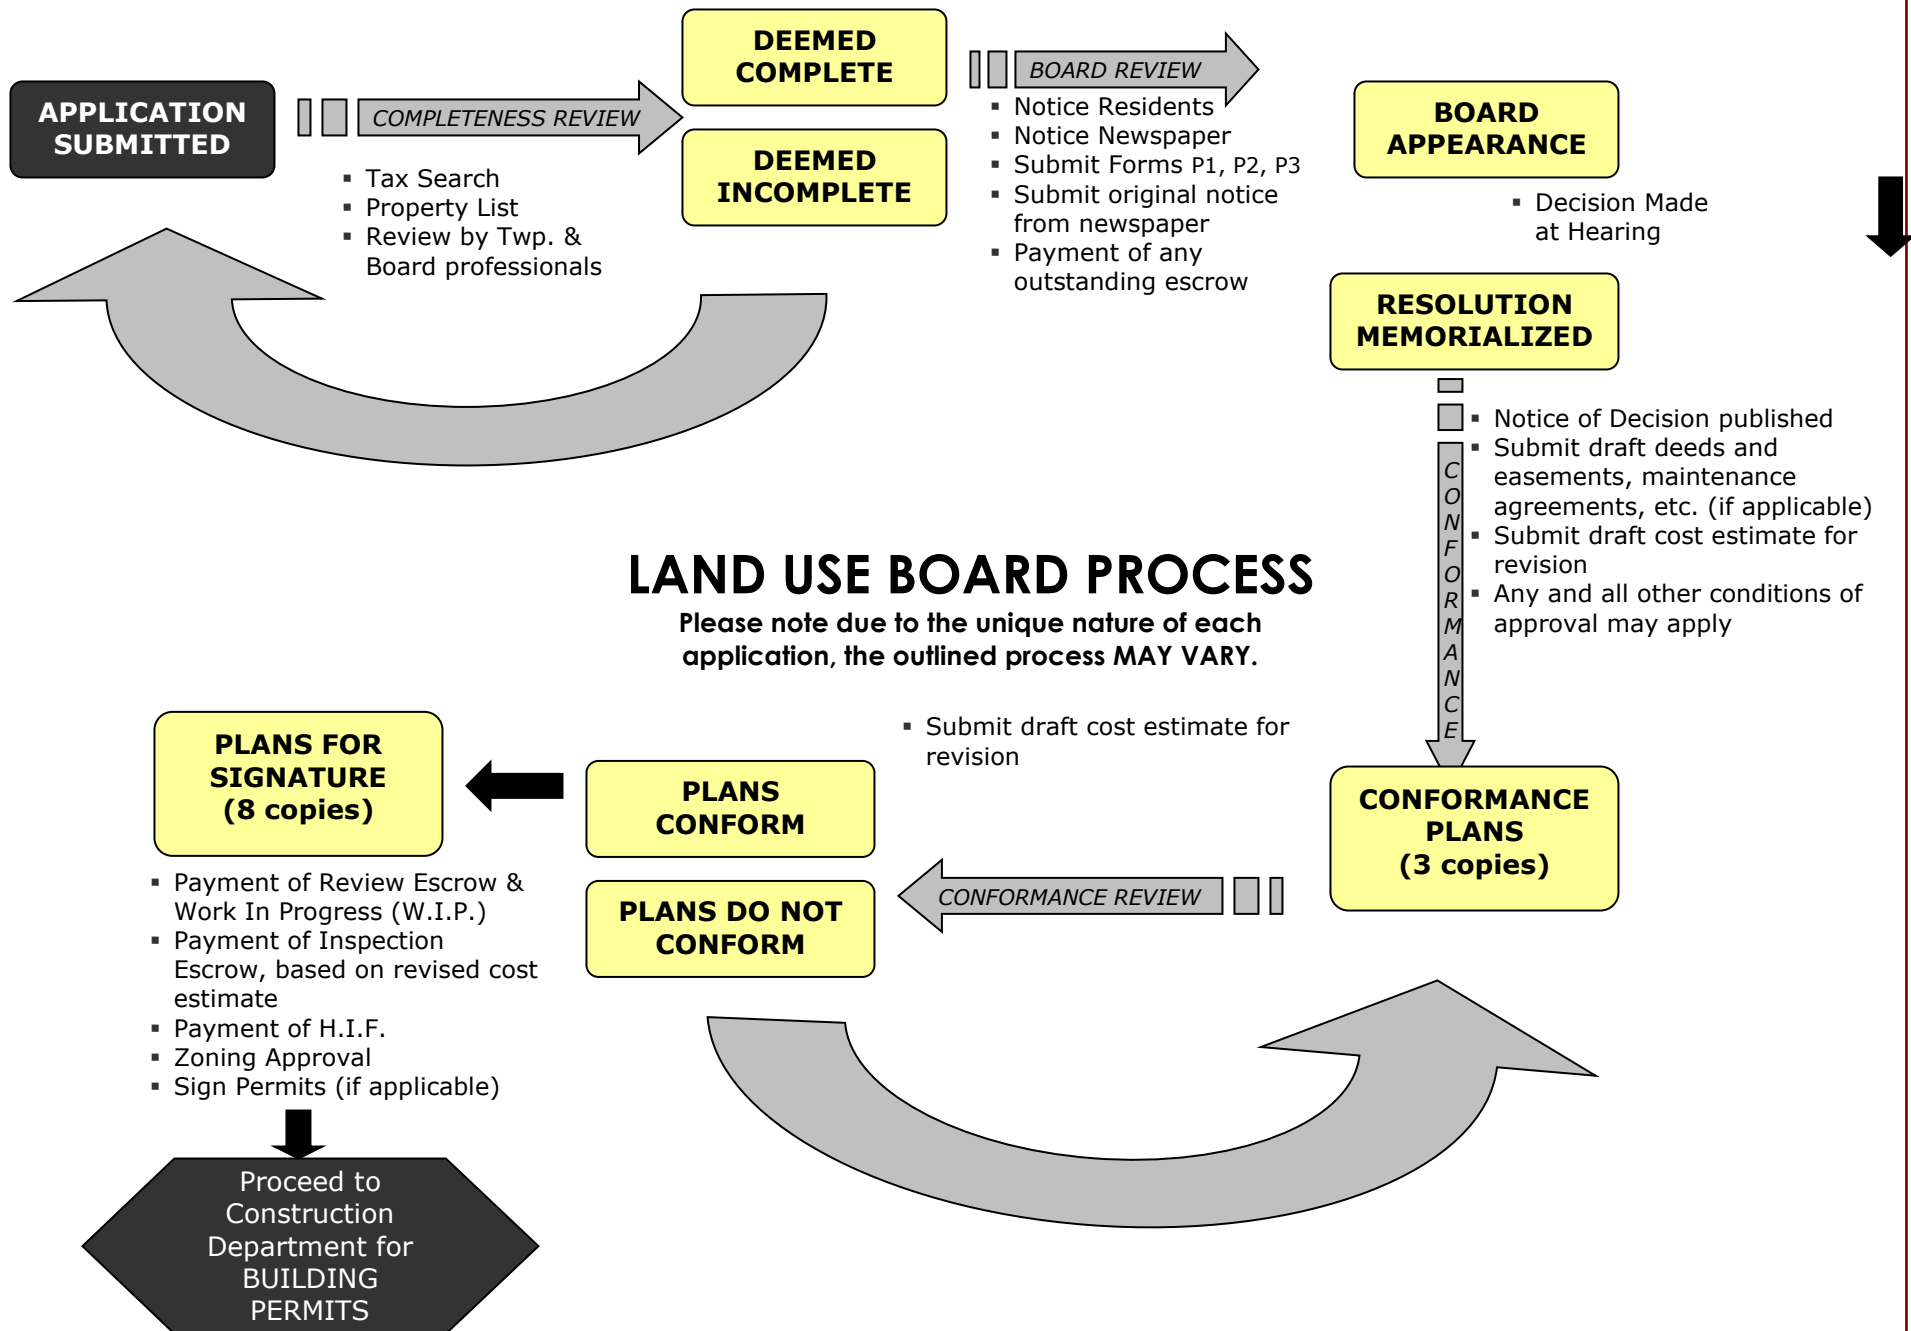 APPLICATION
SUBMITTED
COMPLETENESS REVIEW
▪ Tax Search
▪ Property List
▪ Review by Twp. &
Board professionals
DEEMED
COMPLETE
DEEMED
INCOMPLETE
BOARD REVIEW
▪ Notice Residents
▪ Notice Newspaper
▪ Submit Forms P1, P2, P3
▪ Submit original notice
from newspaper
▪ Payment of any
outstanding escrow
BOARD
APPEARANCE
▪ Decision Made
at Hearing
RESOLUTION
MEMORIALIZED
CONFORMANCE
▪ Notice of Decision published
▪ Submit draft deeds and
easements, maintenance
agreements, etc. (if applicable)
▪ Submit draft cost estimate for
revision
▪ Any and all other conditions of
approval may apply
LAND USE BOARD PROCESS
Please note due to the unique nature of each
application, the outlined process MAY VARY.
CONFORMANCE
PLANS
(3 copies)
CONFORMANCE REVIEW
▪ Submit draft cost estimate for
revision
PLANS
CONFORM
PLANS DO NOT
CONFORM
PLANS FOR
SIGNATURE
(8 copies)
▪ Payment of Review Escrow &
Work In Progress (W.I.P.)
▪ Payment of Inspection
Escrow, based on revised cost
estimate
▪ Payment of H.I.F.
▪ Zoning Approval
▪ Sign Permits (if applicable)
Proceed to
Construction
Department for
BUILDING
PERMITS